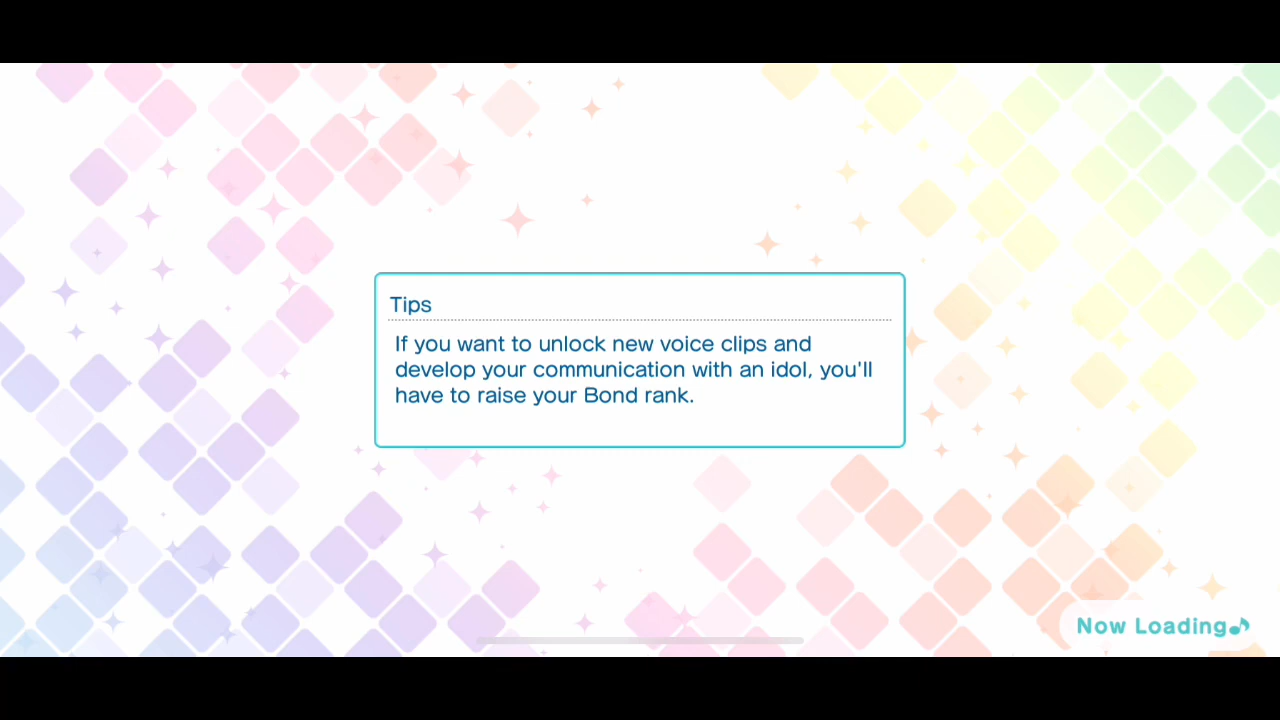 Tips
If you want to unlock new voice clips and
develop your communication with an idol, you'll
have to raise your Bond rank.
Now Loading♪